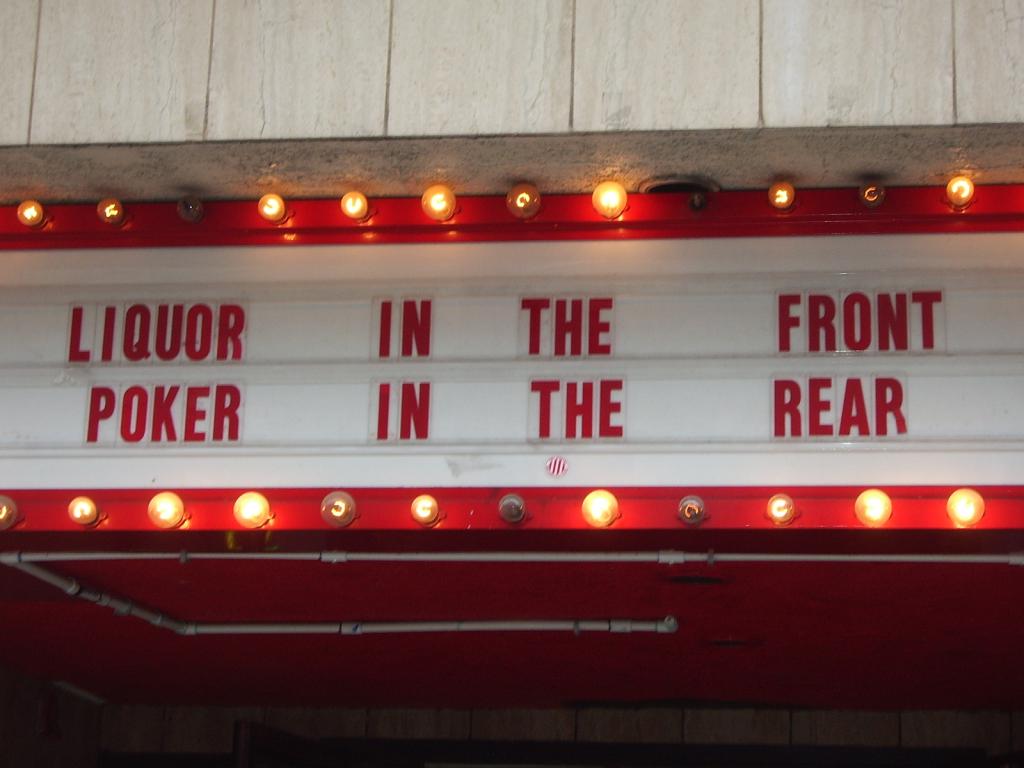 LIQUOR IN THE FRONT
POKER IN THE REAR